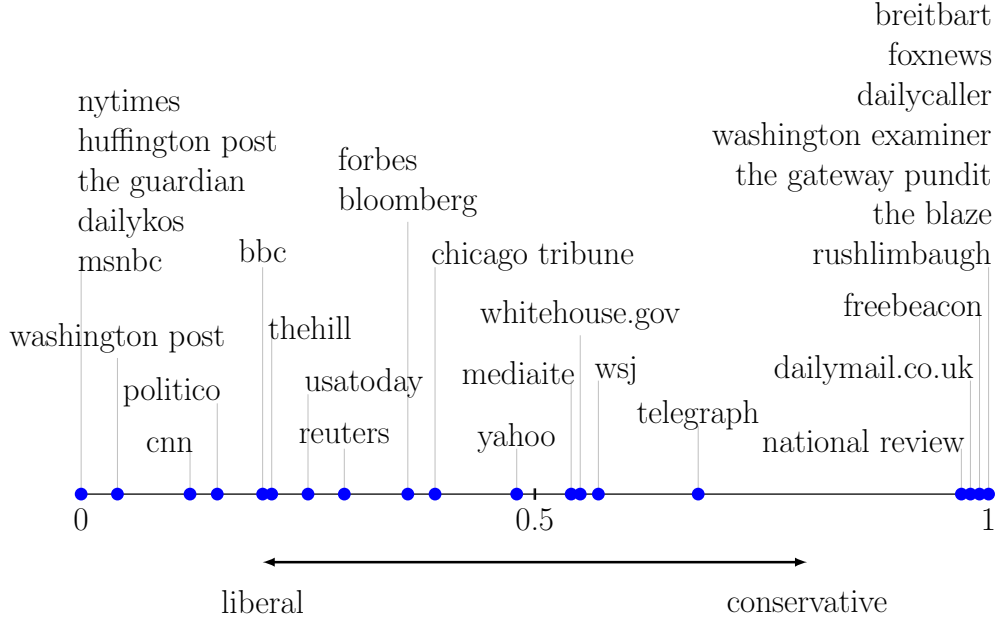 breitbart
foxnews
dailycaller
washington examiner
the gateway pundit
the blaze
rushlimbaugh
nytimes
huffington post
the guardian
dailykos
msnbc
forbes
bloomberg
bbc
chicago tribune
freebeacon
whitehouse.gov
thehill
washington post
dailymail.co.uk
wsj
mediaite
usatoday
politico
telegraph
reuters
yahoo
cnn
national review
0
0.5
1
liberal
conservative